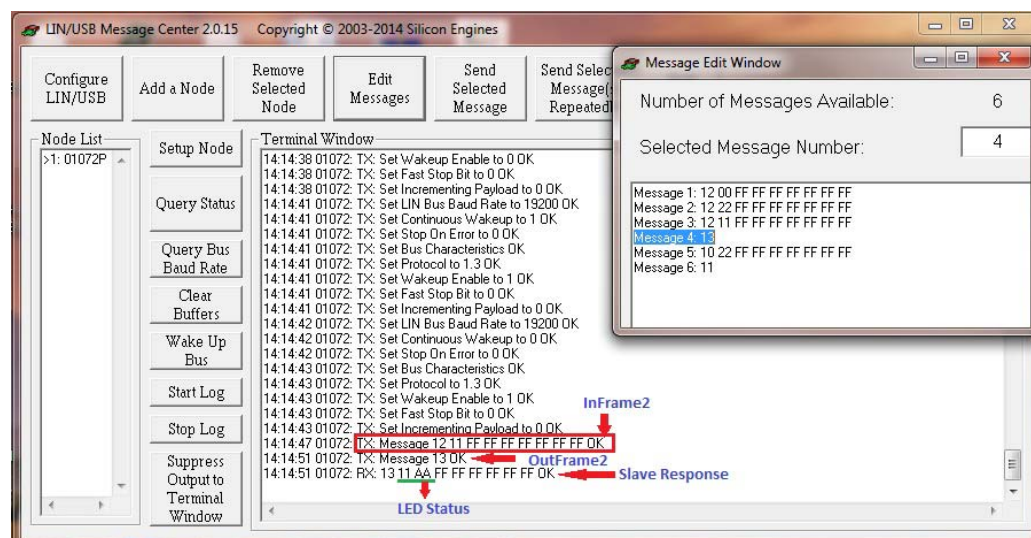 LIN/USB Message Center 2.0.15 Copyright © 2003-2014 Silicon Engines
Configure LIN/USB
Add a Node
Remove Selected Node
Edit Messages
Send Selected Message
Send Selec
Message(
Repeatedl
Message Edit Window
Number of Messages Available: 6
Selected Message Number: 4
Message 1: 12 00 FF FF FF FF FF FF FF
Message 2: 12 22 FF FF FF FF FF FF FF
Message 3: 12 11 FF FF FF FF FF FF FF
Message 4: 13
Message 5: 10 22 FF FF FF FF FF FF FF
Message 6: 11
Node List
>1: 01072P
Setup Node
Query Status
Query Bus Baud Rate
Clear Buffers
Wake Up Bus
Start Log
Stop Log
Suppress Output to Terminal Window
Terminal Window
14:14:38 01072: TX: Set Wakeup Enable to 0 OK
14:14:38 01072: TX: Set Fast Stop Bit to 0 OK
14:14:38 01072: TX: Set Incrementing Payload to 0 OK
14:14:41 01072: TX: Set LIN Bus Baud Rate to 19200 OK
14:14:41 01072: TX: Set Continuous Wakeup to 1 OK
14:14:41 01072: TX: Set Stop On Error to 0 OK
14:14:41 01072: TX: Set Bus Characteristics OK
14:14:41 01072: TX: Set Protocol to 1.3 OK
14:14:41 01072: TX: Set Wakeup Enable to 1 OK
14:14:41 01072: TX: Set Fast Stop Bit to 0 OK
14:14:41 01072: TX: Set Incrementing Payload to 0 OK
14:14:42 01072: TX: Set LIN Bus Baud Rate to 19200 OK
14:14:42 01072: TX: Set Continuous Wakeup to 0 OK
14:14:42 01072: TX: Set Stop On Error to 0 OK
14:14:43 01072: TX: Set Bus Characteristics OK
14:14:43 01072: TX: Set Protocol to 1.3 OK
14:14:43 01072: TX: Set Wakeup Enable to 1 OK
14:14:43 01072: TX: Set Fast Stop Bit to 0 OK
14:14:43 01072: TX: Set Incrementing Payload to 0 OK
InFrame2
14:14:47 01072: TX: Message 12 11 FF FF FF FF FF FF FF OK
14:14:51 01072: TX: Message 13 OK
OutFrame2
14:14:51 01072: RX: 13 11 AA FF FF FF FF FF FF OK
Slave Response
LED Status